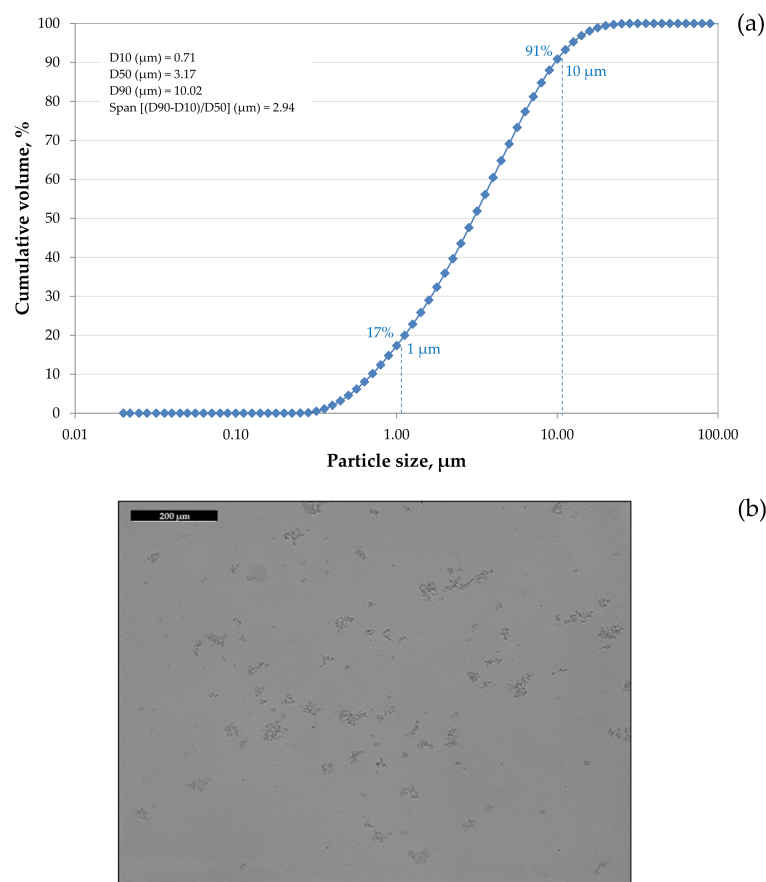 (a)
D10 (µm) = 0.71
D50 (µm) = 3.17
D90 (µm) = 10.02
Span [(D90-D10)/D50] (µm) = 2.94
100
90
80
70
60
50
40
30
20
10
0
91%
10 µm
17%
1 µm
Cumulative volume, %
0.01
0.10
1.00
10.00
100.00
Particle size, µm
(b)
200 µm